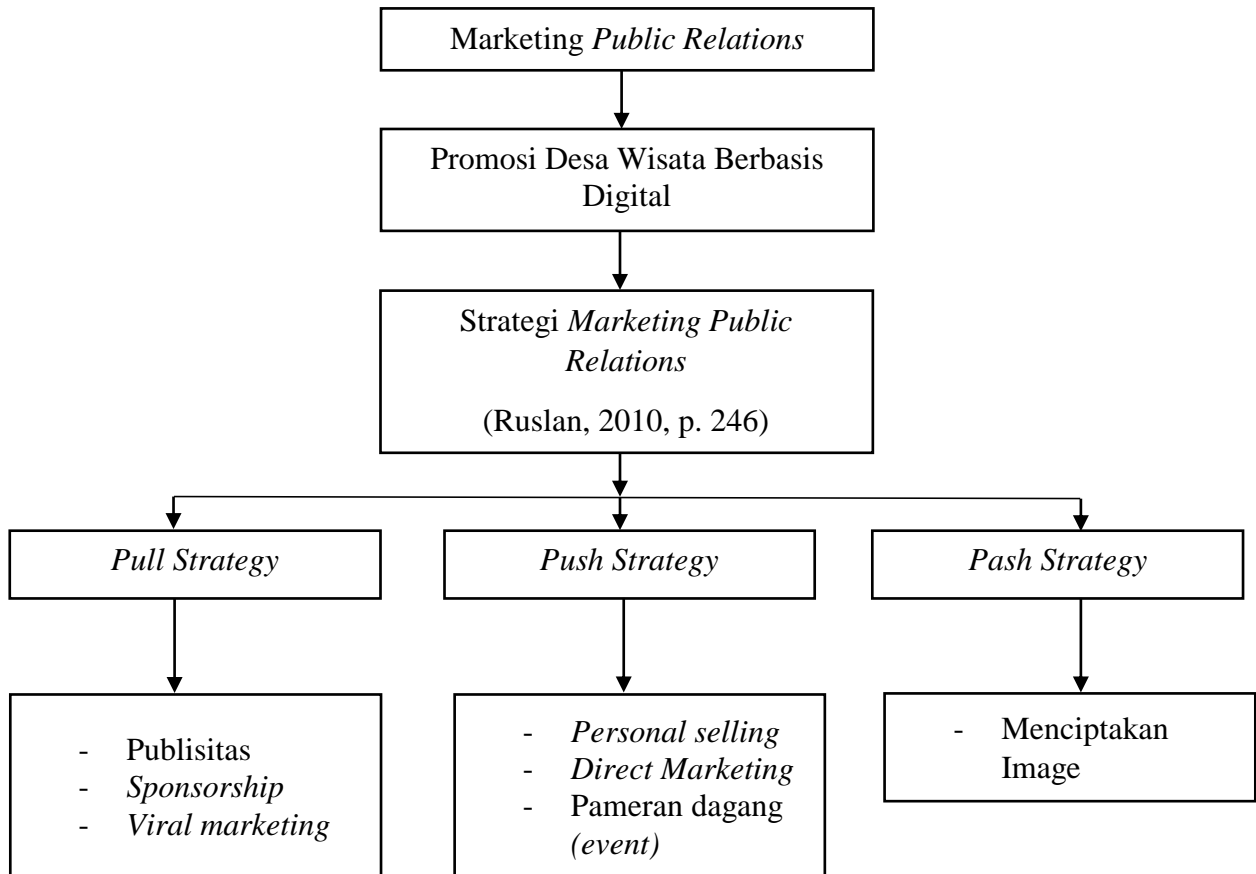 Marketing Public Relations
Promosi Desa Wisata Berbasis
Digital
Strategi Marketing Public
Relations
(Ruslan, 2010, p. 246)
Pull Strategy
Push Strategy
Pash Strategy
- Publisitas
- Sponsorship
- Viral marketing
- Personal selling
- Direct Marketing
- Pameran dagang
(event)
- Menciptakan
Image